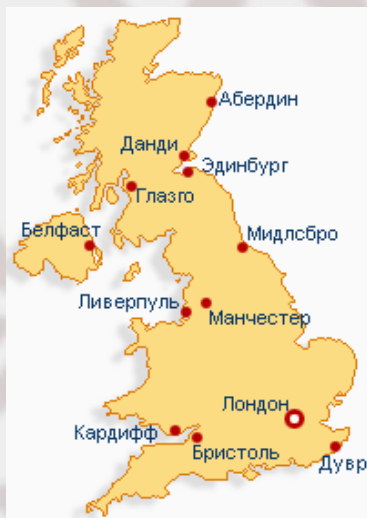 Абердин
Данди
Эдинбург
Глазго
Белфаст
Мидлсбро
Ливерпуль
Манчестер
Лондон
Кардифф
Бристоль
Дувр